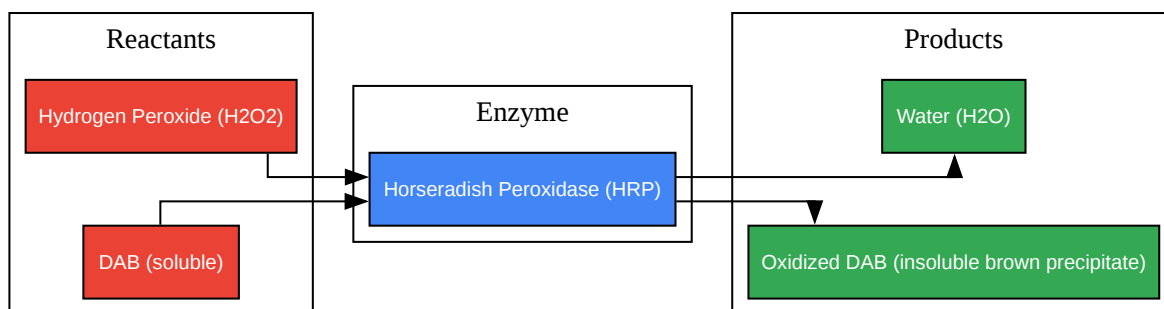 Reactants
Hydrogen Peroxide (H2O2)
DAB (soluble)
Enzyme
Horseradish Peroxidase (HRP)
Products
Water (H2O)
Oxidized DAB (insoluble brown precipitate)